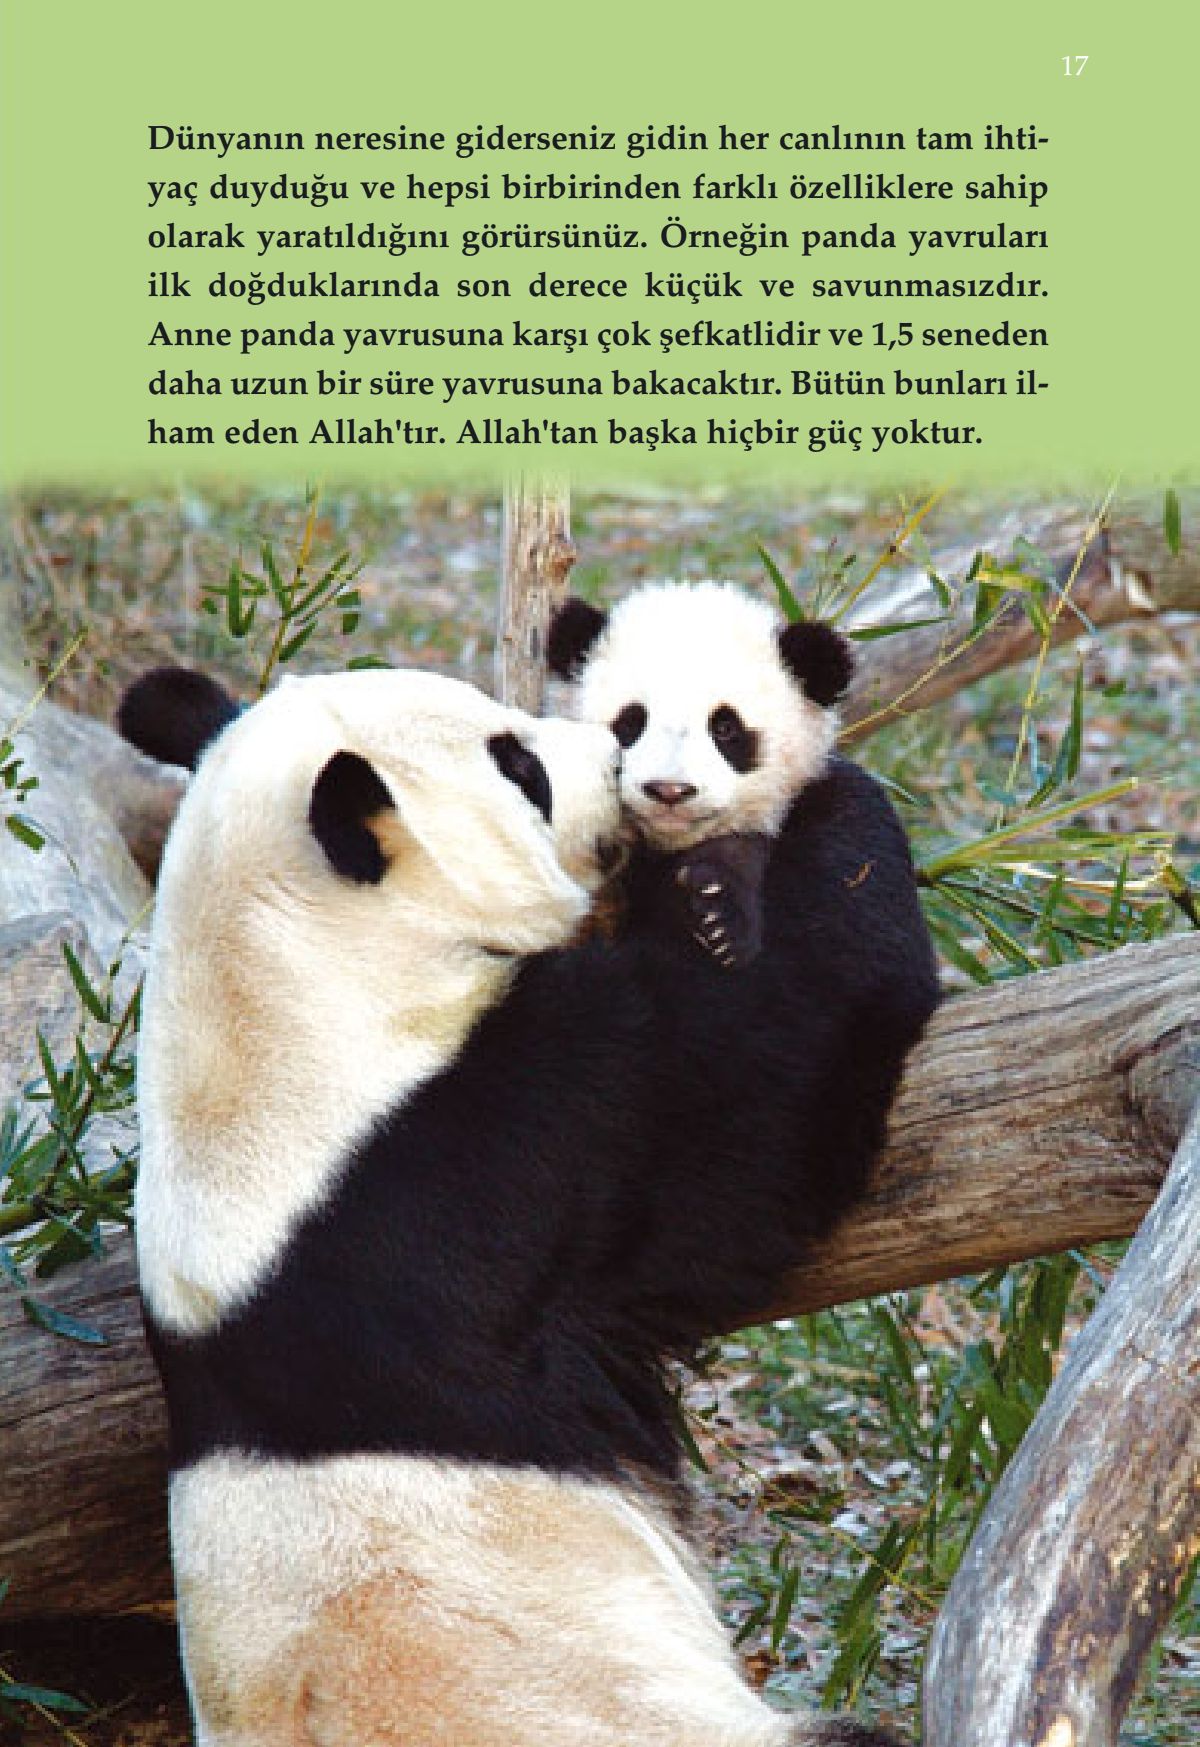 17
Dünyanın neresine giderseniz gidin her canlının tam ihti-
yaç duyduğu ve hepsi birbirinden farklı özelliklere sahip
olarak yaratıldığını görürsünüz. Örneğin panda yavruları
ilk doğduklarında son derece küçük ve savunmasızdır.
Anne panda yavrusuna karşı çok şefkatlidir ve 1,5 seneden
daha uzun bir süre yavrusuna bakacaktır. Bütün bunları il-
ham eden Allah'tır. Allah'tan başka hiçbir güç yoktur.